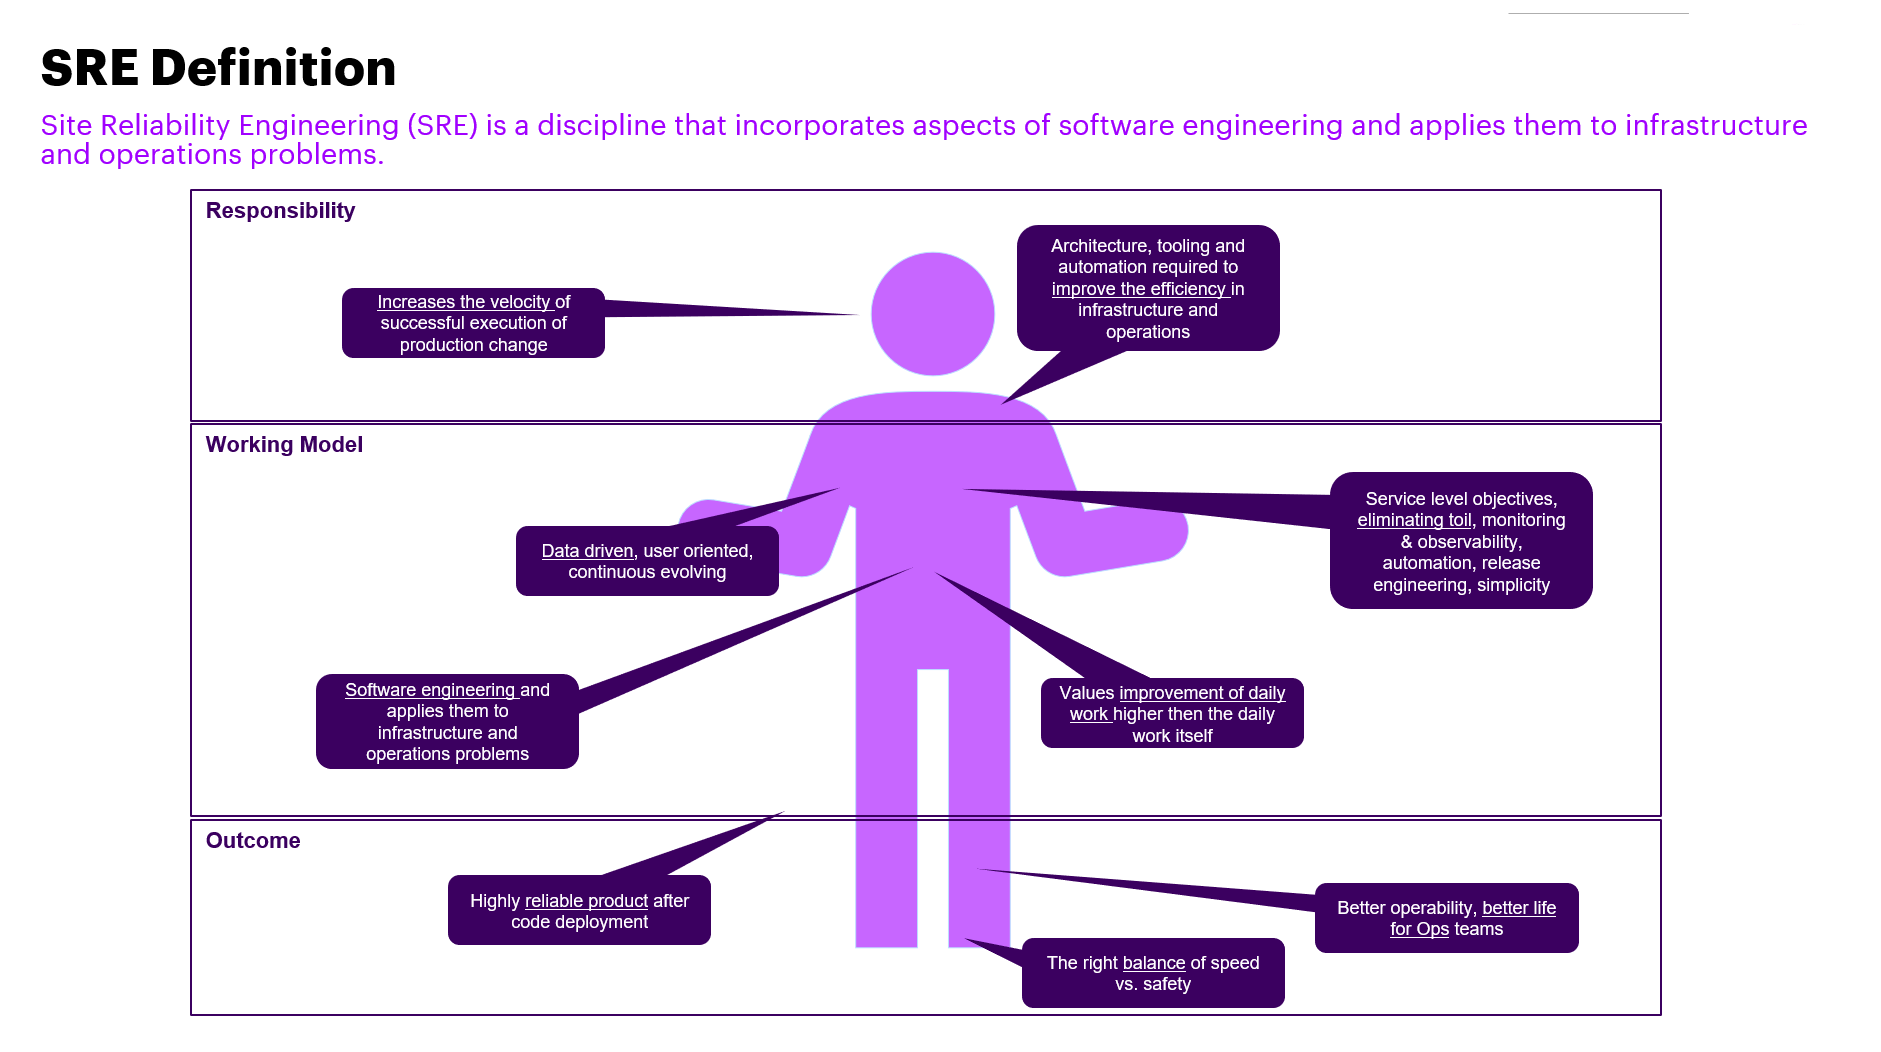 SRE Definition
Site Reliability Engineering (SRE) is a discipline that incorporates aspects of software engineering and applies them to infrastructure
and operations problems.
Responsibility
Increases the velocity of
successful execution of
production change
Architecture, tooling and
automation required to
improve the efficiency in
infrastructure and
operations
Working Model
Data driven, user oriented,
continuous evolving
Service level objectives,
eliminating toil, monitoring
& observability,
automation, release
engineering, simplicity
Software engineering and
applies them to
infrastructure and
operations problems
Values improvement of daily
work higher then the daily
work itself
Outcome
Highly reliable product after
code deployment
Better operability, better life
for Ops teams
The right balance of speed
vs. safety